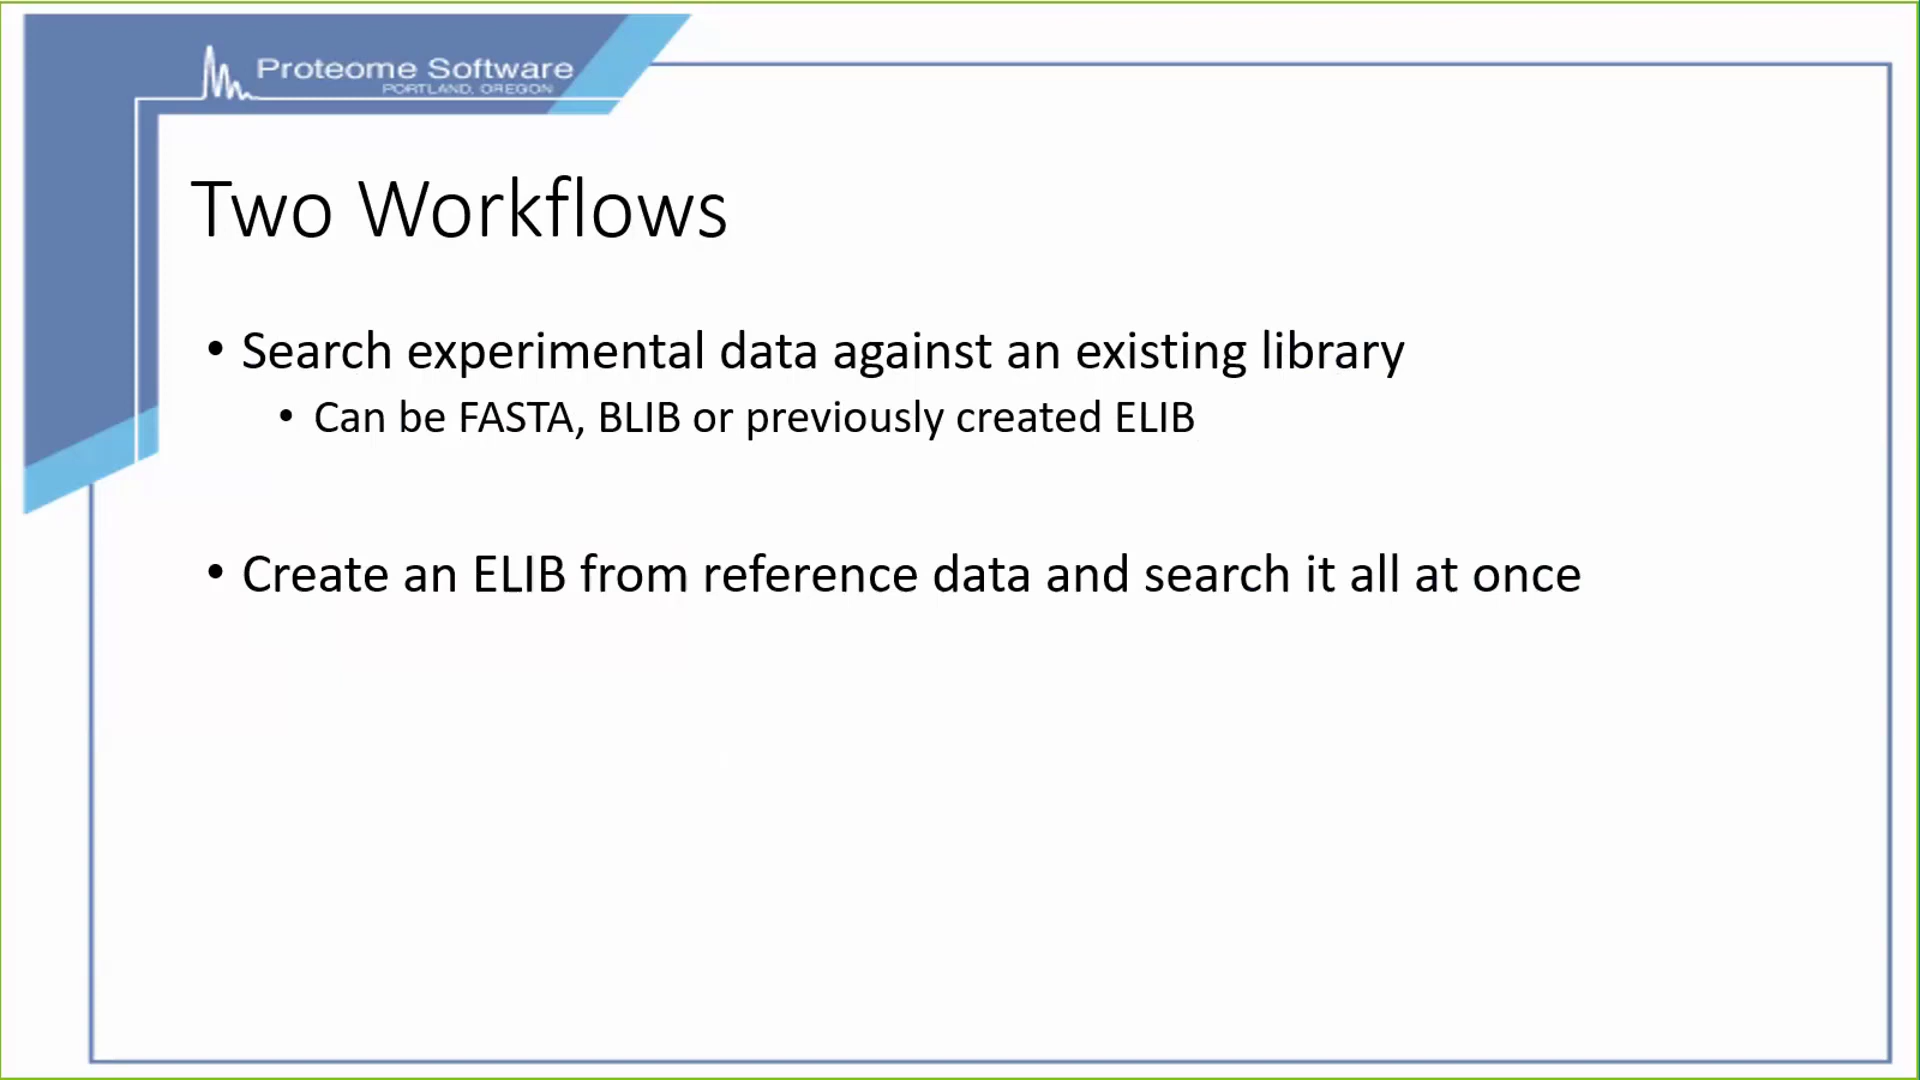 Proteome Software
PORTLAND, OREGON
Two Workflows
• Search experimental data against an existing library
• Can be FASTA, BLIB or previously created ELIB
• Create an ELIB from reference data and search it all at once